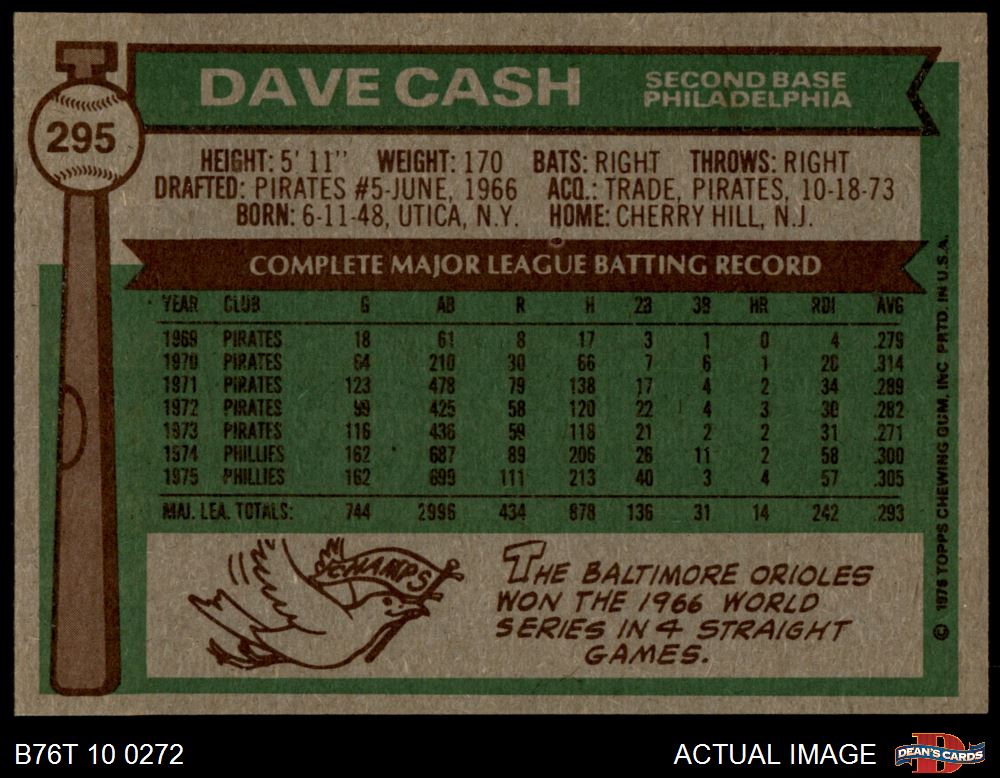 DAVE CASH
SECOND BASE
PHILADELPHIA
295
HEIGHT: 5' 11" WEIGHT: 170 BATS: RIGHT THROWS: RIGHT
DRAFTED: PIRATES #5-JUNE, 1966 ACQ.: TRADE, PIRATES, 10-18-73
BORN: 6-11-48, UTICA, N.Y. HOME: CHERRY HILL, N.J.
COMPLETE MAJOR LEAGUE BATTING RECORD
YEAR CLUB G AB R H 2B 3B HR RBI AVG
1969 PIRATES 18 61 8 17 3 1 0 4 .279
1970 PIRATES 64 210 30 66 7 6 1 28 .314
1971 PIRATES 123 478 79 138 17 4 2 34 .289
1972 PIRATES 99 425 58 120 22 4 3 30 .282
1973 PIRATES 116 436 59 118 21 2 2 31 .271
1974 PHILLIES 162 687 89 206 26 11 2 58 .300
1975 PHILLIES 162 699 111 213 40 3 4 57 .305
MAJ. LEA. TOTALS: 744 2996 434 878 136 31 14 242 .293
CHAMPS
THE BALTIMORE ORIOLES
WON THE 1966 WORLD
SERIES IN 4 STRAIGHT
GAMES.
© 1976 TOPPS CHEWING GUM, INC PRTD. IN U.S.A.
B76T 10 0272
ACTUAL IMAGE
DEAN'S CARDS